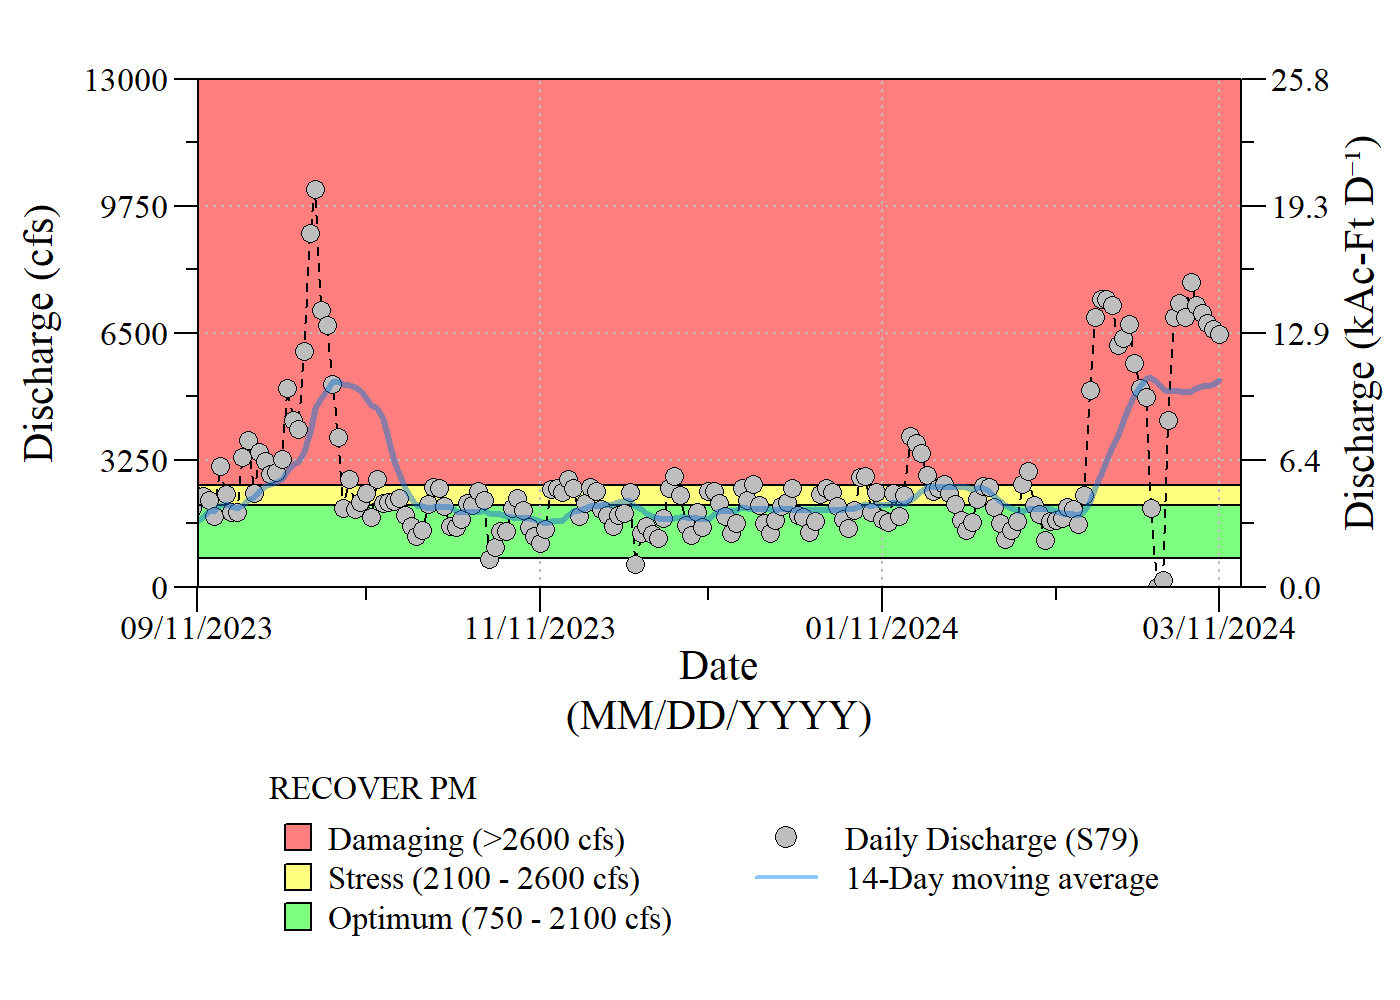 13000
9750
6500
3250
0
Discharge (cfs)
25.8
19.3
12.9
6.4
0.0
Discharge (kAc-Ft D⁻¹)
09/11/2023
11/11/2023
01/11/2024
03/11/2024
Date
(MM/DD/YYYY)
RECOVER PM
Damaging (>2600 cfs)
Stress (2100 - 2600 cfs)
Optimum (750 - 2100 cfs)
Daily Discharge (S79)
14-Day moving average